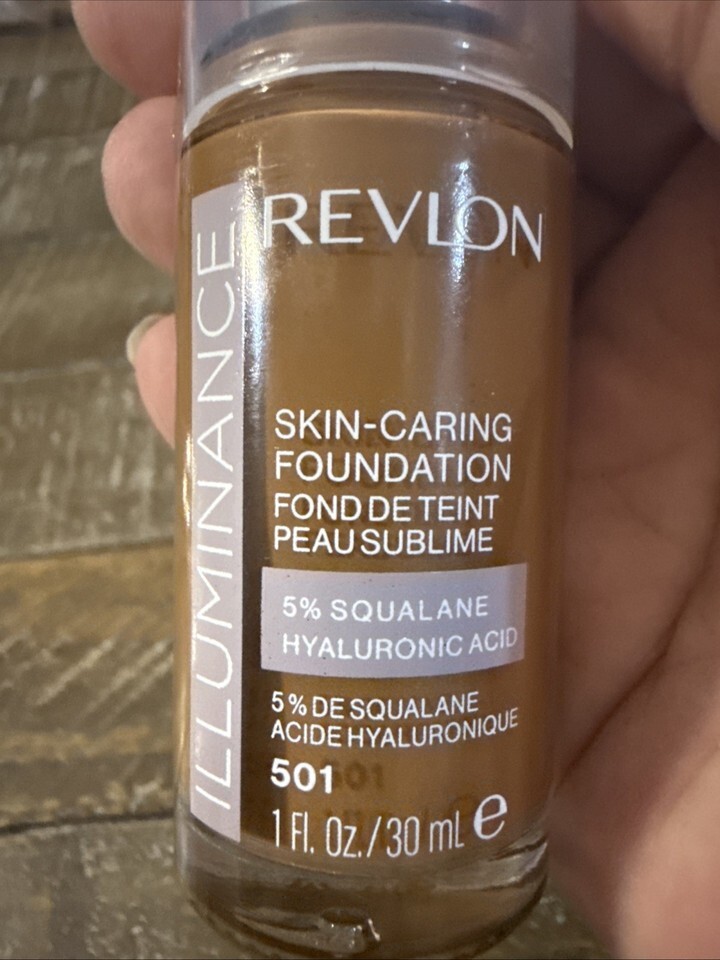 REVLON
ILLUMINANCE
SKIN-CARING
FOUNDATION
FOND DE TEINT
PEAU SUBLIME
5% SQUALANE
HYALURONIC ACID
5% DE SQUALANE
ACIDE HYALURONIQUE
501
1 Fl. Oz./30 mL e